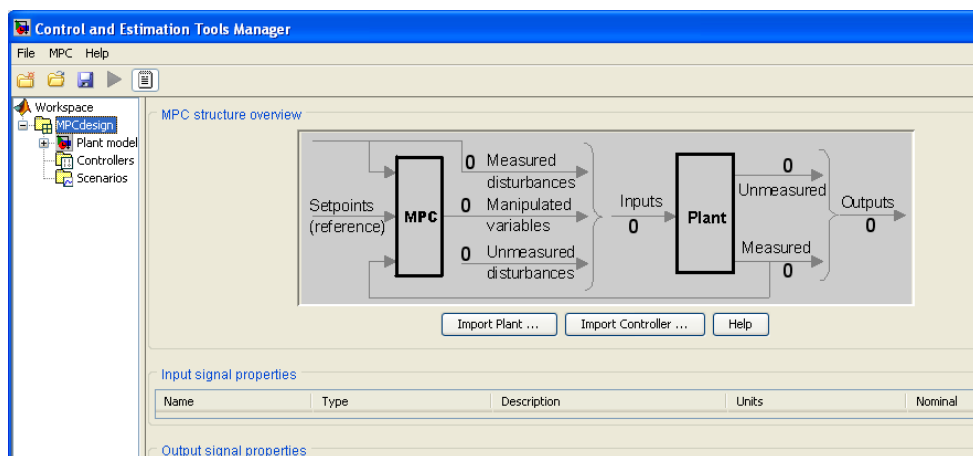 Control and Estimation Tools Manager
File MPC Help
Workspace
MPCdesign
Plant model
Controllers
Scenarios
MPC structure overview
Setpoints
(reference)
MPC
0 Measured
disturbances
0 Manipulated
variables
0 Unmeasured
disturbances
Inputs
0
Plant
0
Unmeasured
Measured
0
Outputs
0
Import Plant ... Import Controller ... Help
Input signal properties
Name Type Description Units Nominal
Output signal properties